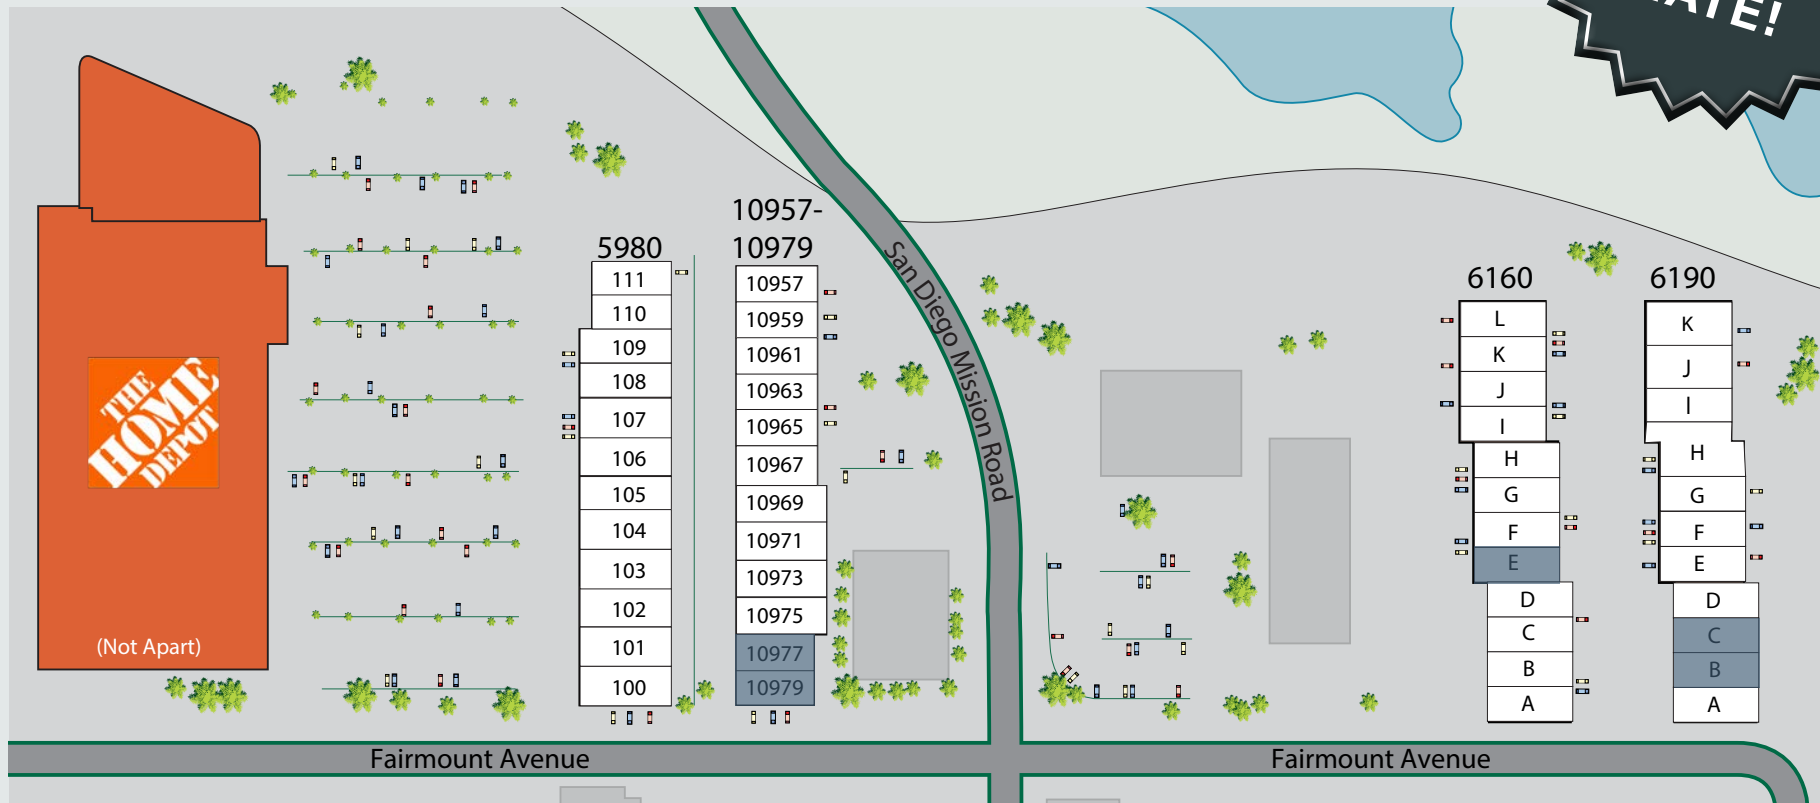 THE
HOME
DEPOT
(Not Apart)
5980
111
110
109
108
107
106
105
104
103
102
101
100
10957-
10979
10957
10959
10961
10963
10965
10967
10969
10971
10973
10975
10977
10979
San Diego Mission Road
6160
L
K
J
I
H
G
F
E
D
C
B
A
6190
K
J
I
H
G
F
E
D
C
B
A
Fairmount Avenue
Fairmount Avenue